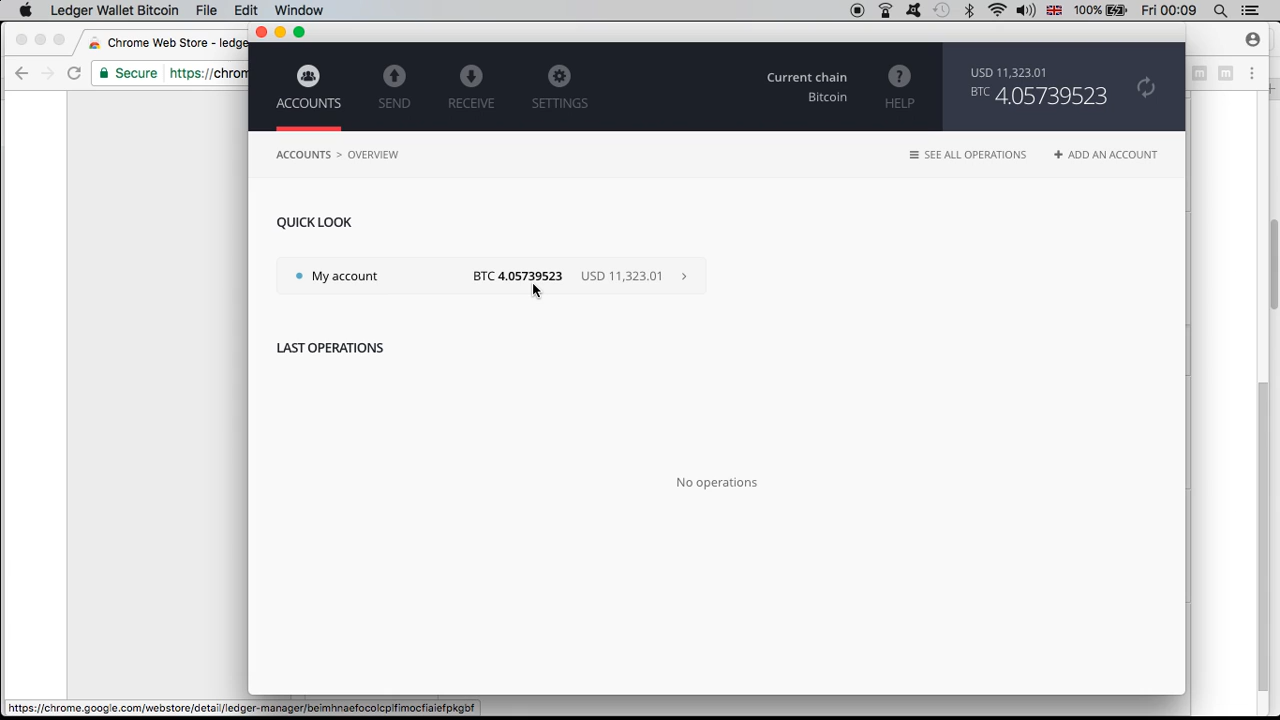 Ledger Wallet Bitcoin File Edit Window 100% Fri 00:09
Chrome Web Store - ledge
Secure https://chrom
USD 11,323.01
BTC 4.05739523
Current chain
Bitcoin
ACCOUNTS SEND RECEIVE SETTINGS HELP
ACCOUNTS > OVERVIEW SEE ALL OPERATIONS + ADD AN ACCOUNT
QUICK LOOK
My account BTC 4.05739523 USD 11,323.01 >
LAST OPERATIONS
No operations
https://chrome.google.com/webstore/detail/ledger-manager/beimhnaefocolcplfimocfiaiefpkgbf